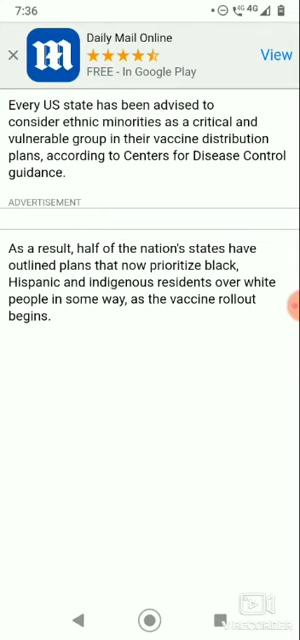 7:36
4G 4G
Daily Mail Online
FREE - In Google Play
View
Every US state has been advised to
consider ethnic minorities as a critical and
vulnerable group in their vaccine distribution
plans, according to Centers for Disease Control
guidance.
ADVERTISEMENT
As a result, half of the nation's states have
outlined plans that now prioritize black,
Hispanic and indigenous residents over white
people in some way, as the vaccine rollout
begins.
V RECORDER